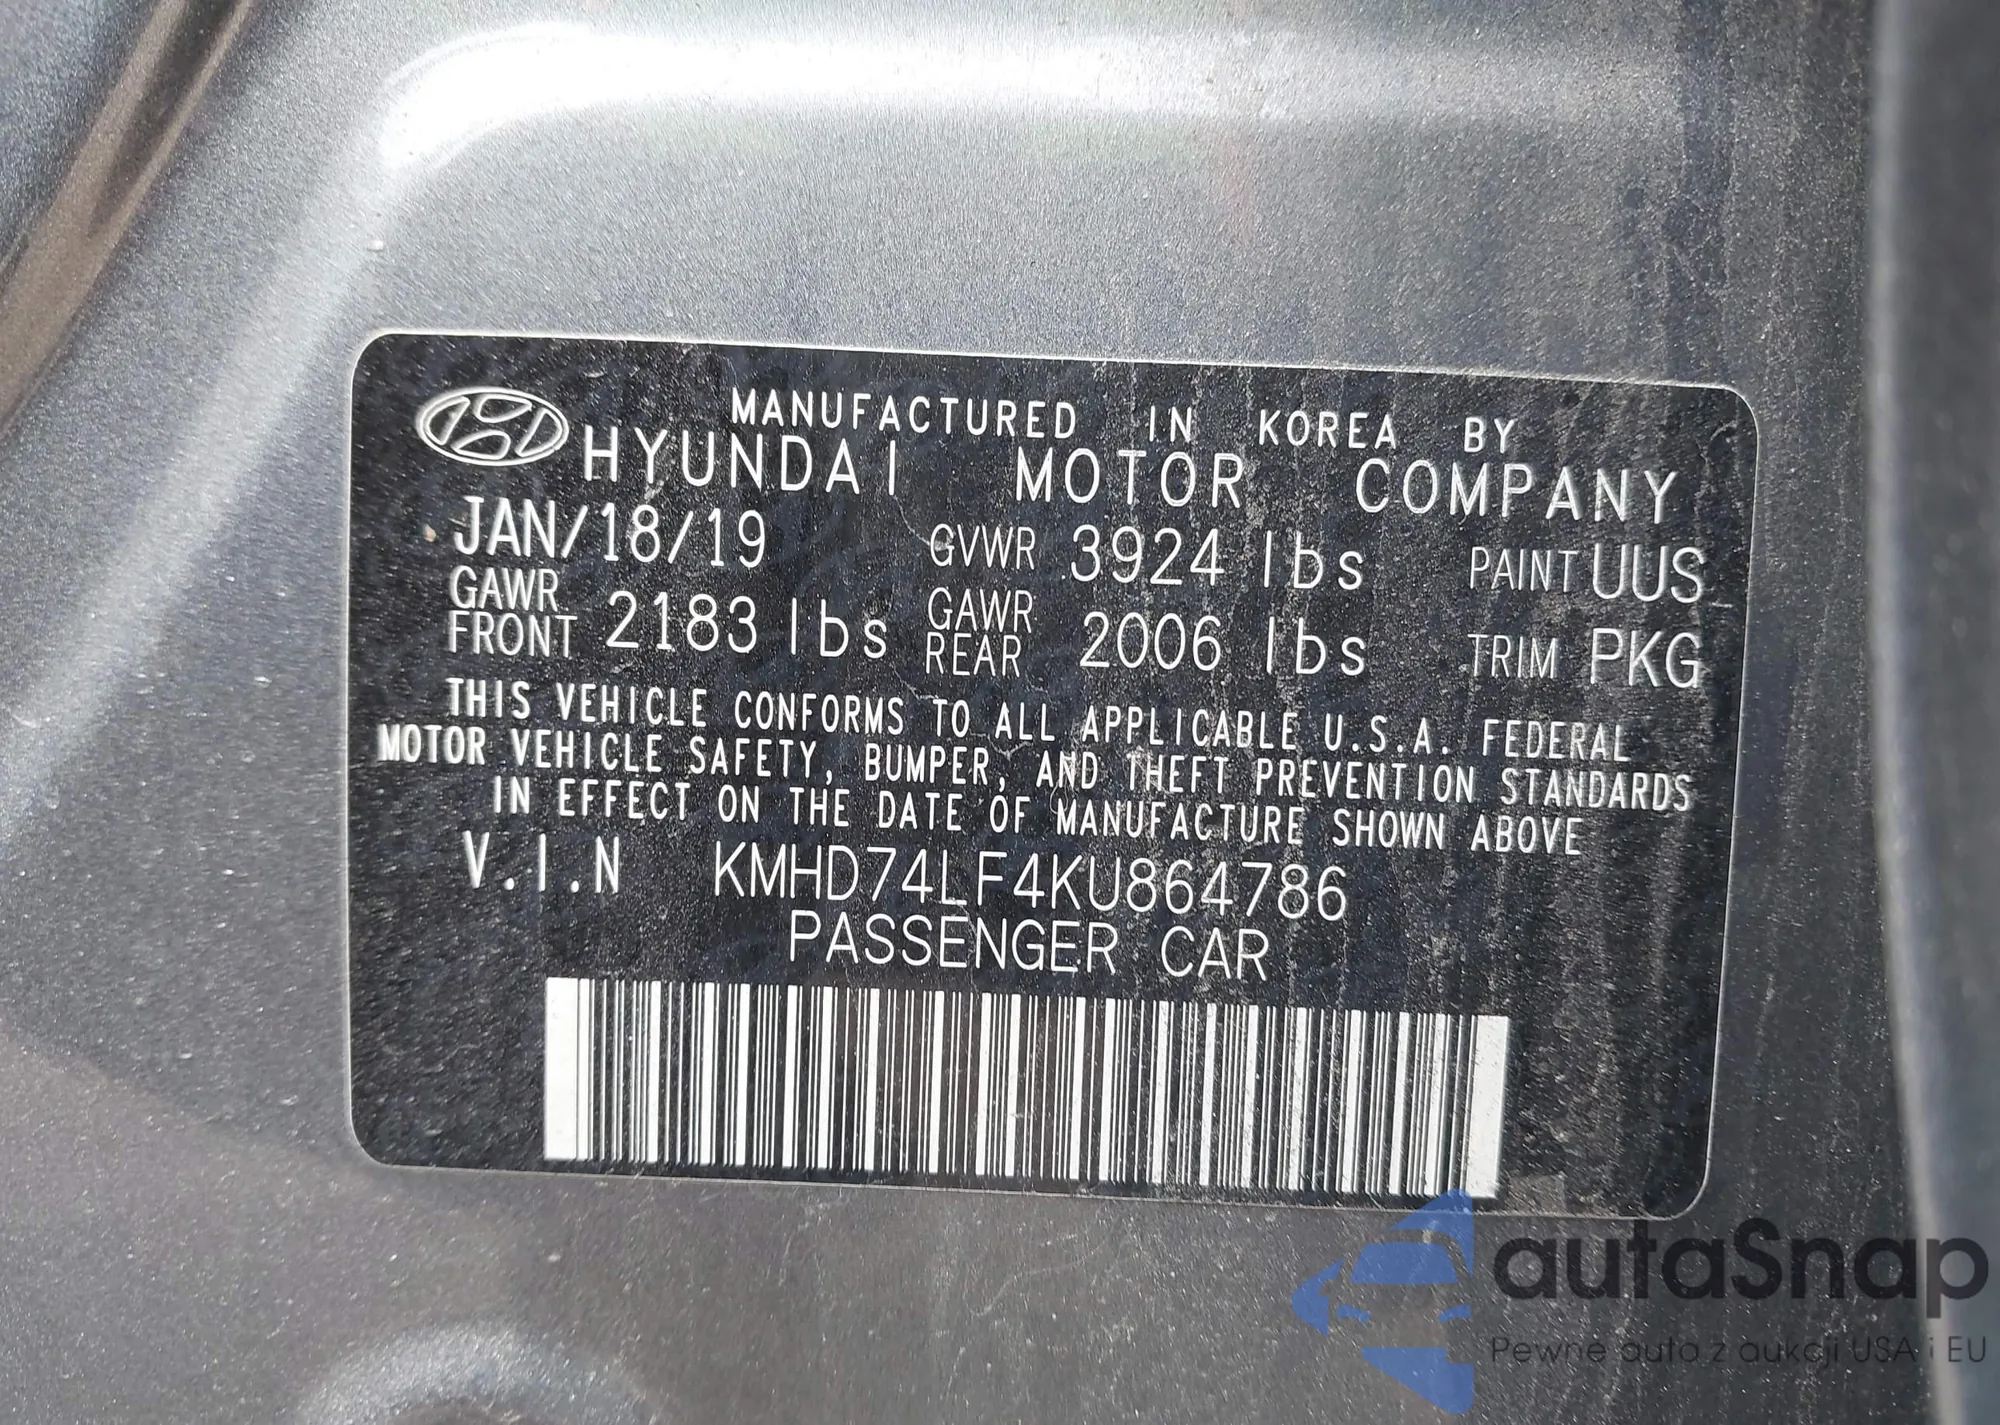 MANUFACTURED IN KOREA BY
HYUNDAI MOTOR COMPANY
JAN/18/19 GVWR 3924 lbs PAINT UUS
GAWR FRONT 2183 lbs GAWR REAR 2006 lbs TRIM PKG
THIS VEHICLE CONFORMS TO ALL APPLICABLE U.S.A. FEDERAL
MOTOR VEHICLE SAFETY, BUMPER, AND THEFT PREVENTION STANDARDS
IN EFFECT ON THE DATE OF MANUFACTURE SHOWN ABOVE
V.I.N KMHD74LF4KU864786
PASSENGER CAR
autaSnap
Pewne auta z aukcji USA i EU